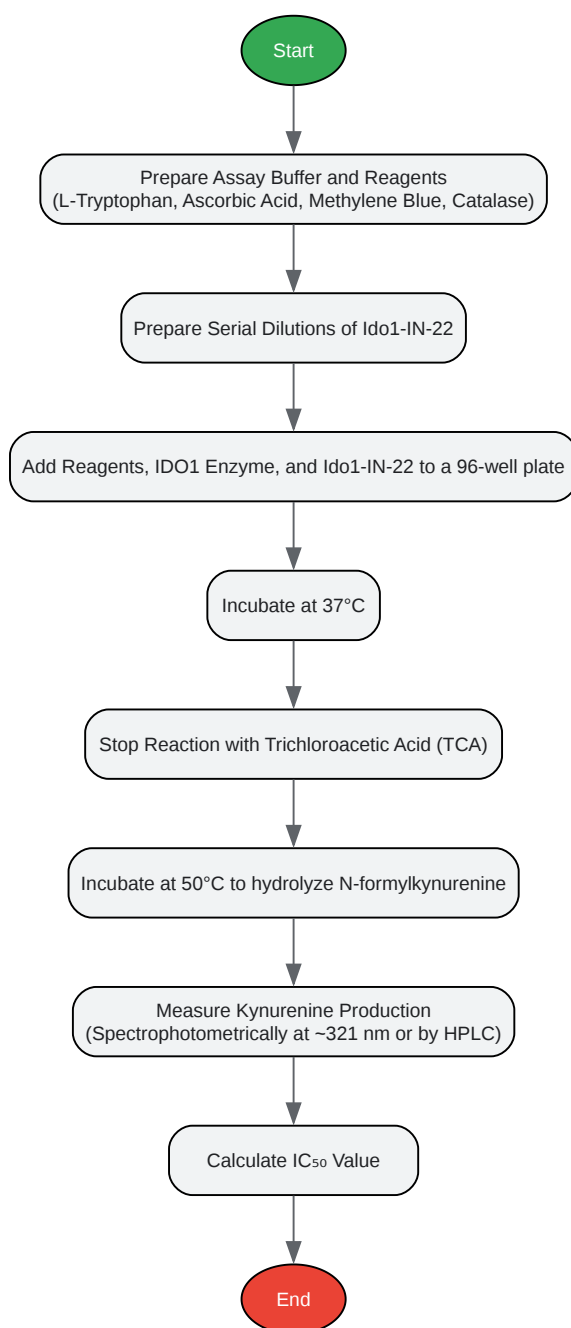 Start
Prepare Assay Buffer and Reagents
(L-Tryptophan, Ascorbic Acid, Methylene Blue, Catalase)
Prepare Serial Dilutions of Ido1-IN-22
Add Reagents, IDO1 Enzyme, and Ido1-IN-22 to a 96-well plate
Incubate at 37°C
Stop Reaction with Trichloroacetic Acid (TCA)
Incubate at 50°C to hydrolyze N-formylkynurenine
Measure Kynurenine Production
(Spectrophotometrically at ~321 nm or by HPLC)
Calculate IC₅₀ Value
End